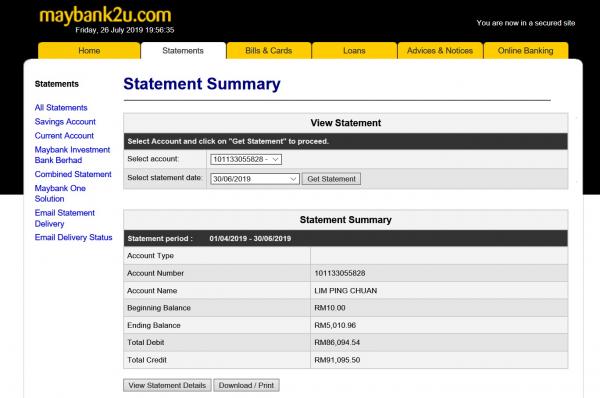 maybank2u.com
Friday, 26 July 2019 19:56:35
You are now in a secured site
Home Statements Bills & Cards Loans Advices & Notices Online Banking
Statements
All Statements
Savings Account
Current Account
Maybank Investment
Bank Berhad
Combined Statement
Maybank One
Solution
Email Statement
Delivery
Email Delivery Status
Statement Summary
View Statement
Select Account and click on "Get Statement" to proceed.
Select account: 101133055828 -
Select statement date: 30/06/2019 Get Statement
Statement Summary
Statement period : 01/04/2019 - 30/06/2019
Account Type
Account Number 101133055828
Account Name LIM PING CHUAN
Beginning Balance RM10.00
Ending Balance RM5,010.96
Total Debit RM86,094.54
Total Credit RM91,095.50
View Statement Details Download / Print